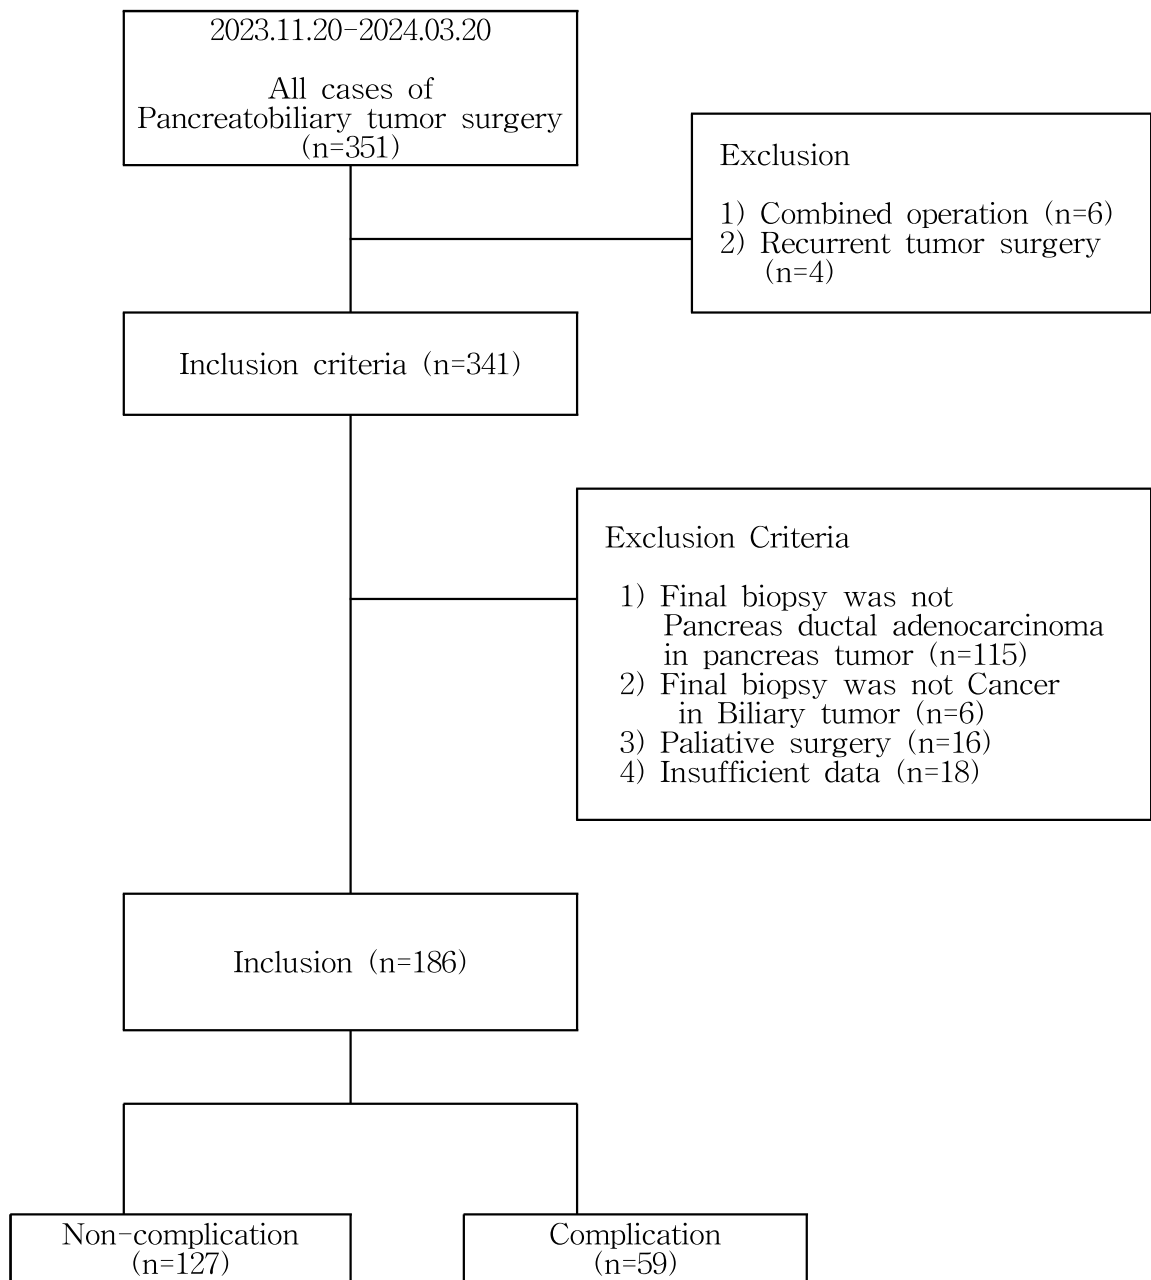 2023.11.20-2024.03.20
All cases of
Pancreatobiliary tumor surgery
(n=351)
Exclusion
1) Combined operation (n=6)
2) Recurrent tumor surgery
(n=4)
Inclusion criteria (n=341)
Exclusion Criteria
1) Final biopsy was not
Pancreas ductal adenocarcinoma
in pancreas tumor (n=115)
2) Final biopsy was not Cancer
in Biliary tumor (n=6)
3) Paliative surgery (n=16)
4) Insufficient data (n=18)
Inclusion (n=186)
Non-complication
(n=127)
Complication
(n=59)